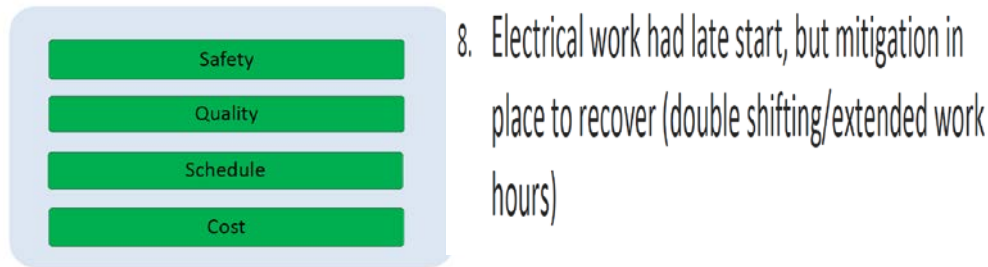 Safety
Quality
Schedule
Cost
8. Electrical work had late start, but mitigation in
place to recover (double shifting/extended work
hours)